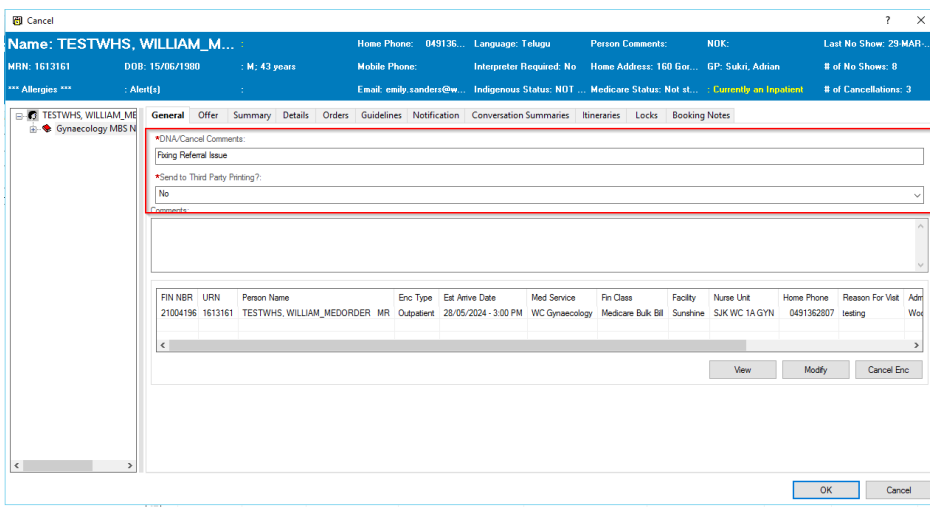 Cancel ? ×
Name: TESTWHS, WILLIAM_M... : Home Phone: 049136... Language: Telugu Person Comments: NOK: Last No Show: 29-MAR-...
MRN: 1613161 DOB: 15/06/1980 : M; 43 years Mobile Phone: Interpreter Required: No Home Address: 160 Gor... GP: Sukri, Adrian # of No Shows: 8
*** Allergies *** : Alert(s) : Email: emily.sanders@w... Indigenous Status: NOT ... Medicare Status: Not st... : Currently an Inpatient # of Cancellations: 3
TESTWHS, WILLIAM_ME
Gynaecology MBS N
General Offer Summary Details Orders Guidelines Notification Conversation Summaries Itineraries Locks Booking Notes
*DNA/Cancel Comments:
Fixing Referral Issue
*Send to Third Party Printing?:
No
Comments:
FIN NBR URN Person Name Enc Type Est Arrive Date Med Service Fin Class Facility Nurse Unit Home Phone Reason For Visit Adm
21004196 1613161 TESTWHS, WILLIAM_MEDORDER MR Outpatient 28/05/2024 - 3:00 PM WC Gynaecology Medicare Bulk Bill Sunshine SJK WC 1A GYN 0491362807 testing Woo
View Modify Cancel Enc
OK Cancel